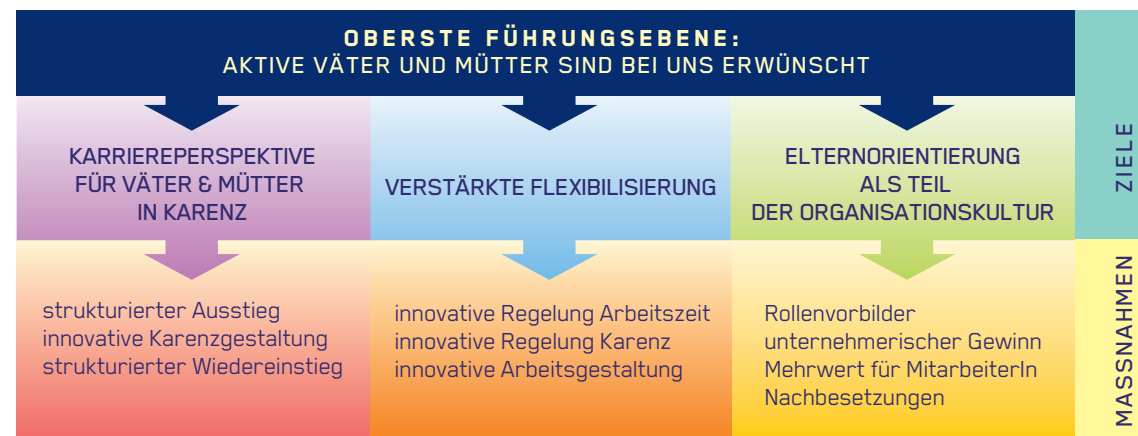 OBERSTE FÜHRUNGSEBENE:
AKTIVE VÄTER UND MÜTTER SIND BEI UNS ERWÜNSCHT
KARRIEREPERSPEKTIVE
FÜR VÄTER & MÜTTER
IN KARENZ
VERSTÄRKTE FLEXIBILISIERUNG
ELTERNORIENTIERUNG
ALS TEIL
DER ORGANISATIONSKULTUR
ZIELE
strukturierter Ausstieg
innovative Karenzgestaltung
strukturierter Wiedereinstieg
innovative Regelung Arbeitszeit
innovative Regelung Karenz
innovative Arbeitsgestaltung
Rollenvorbilder
unternehmerischer Gewinn
Mehrwert für MitarbeiterIn
Nachbesetzungen
MASSNAHMEN